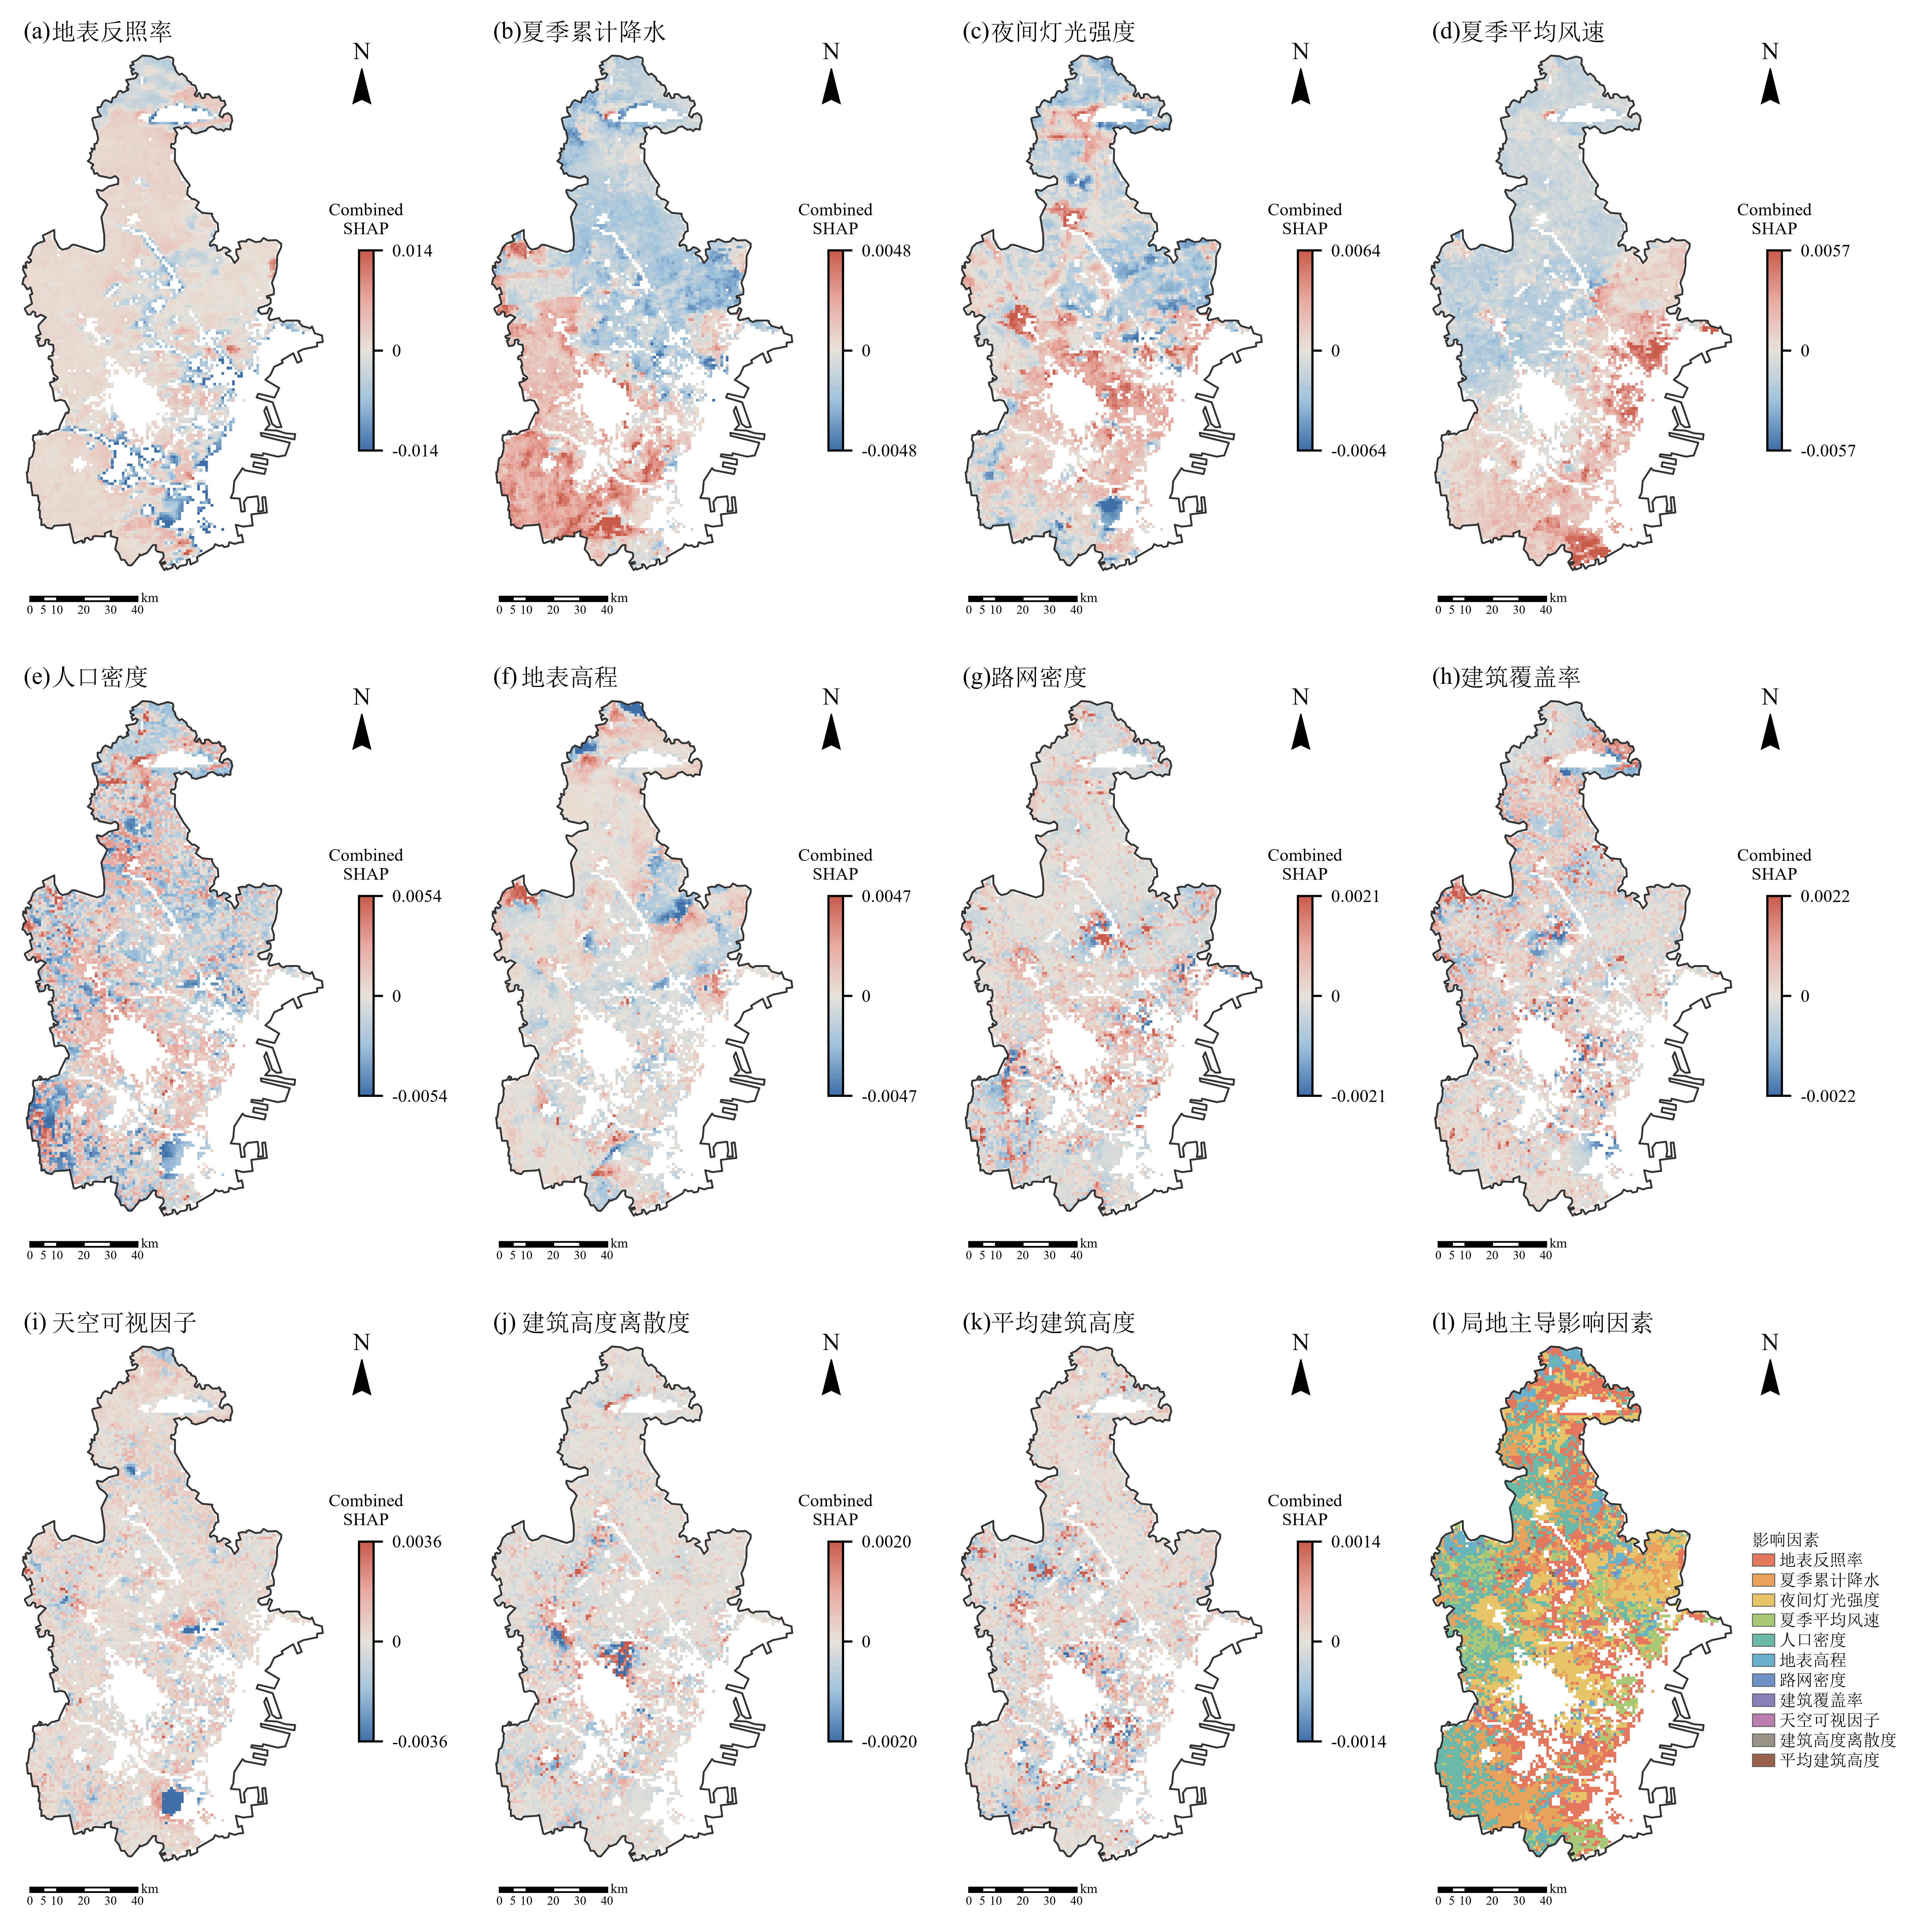 (a)地表反照率
(b)夏季累计降水
(c)夜间灯光强度
(d)夏季平均风速
N
N
N
N
Combined
SHAP
0.014
0
-0.014
Combined
SHAP
0.0048
0
-0.0048
Combined
SHAP
0.0064
0
-0.0064
Combined
SHAP
0.0057
0
-0.0057
km
0 5 10 20 30 40
km
0 5 10 20 30 40
km
0 5 10 20 30 40
km
0 5 10 20 30 40
(e)人口密度
(f)地表高程
(g)路网密度
(h)建筑覆盖率
N
N
N
N
Combined
SHAP
0.0054
0
-0.0054
Combined
SHAP
0.0047
0
-0.0047
Combined
SHAP
0.0021
0
-0.0021
Combined
SHAP
0.0022
0
-0.0022
km
0 5 10 20 30 40
km
0 5 10 20 30 40
km
0 5 10 20 30 40
km
0 5 10 20 30 40
(i) 天空可视因子
(j) 建筑高度离散度
(k)平均建筑高度
(l) 局地主导影响因素
N
N
N
N
Combined
SHAP
0.0036
0
-0.0036
Combined
SHAP
0.0020
0
-0.0020
Combined
SHAP
0.0014
0
-0.0014
影响因素
地表反照率
夏季累计降水
夜间灯光强度
夏季平均风速
人口密度
地表高程
路网密度
建筑覆盖率
天空可视因子
建筑高度离散度
平均建筑高度
km
0 5 10 20 30 40
km
0 5 10 20 30 40
km
0 5 10 20 30 40
km
0 5 10 20 30 40